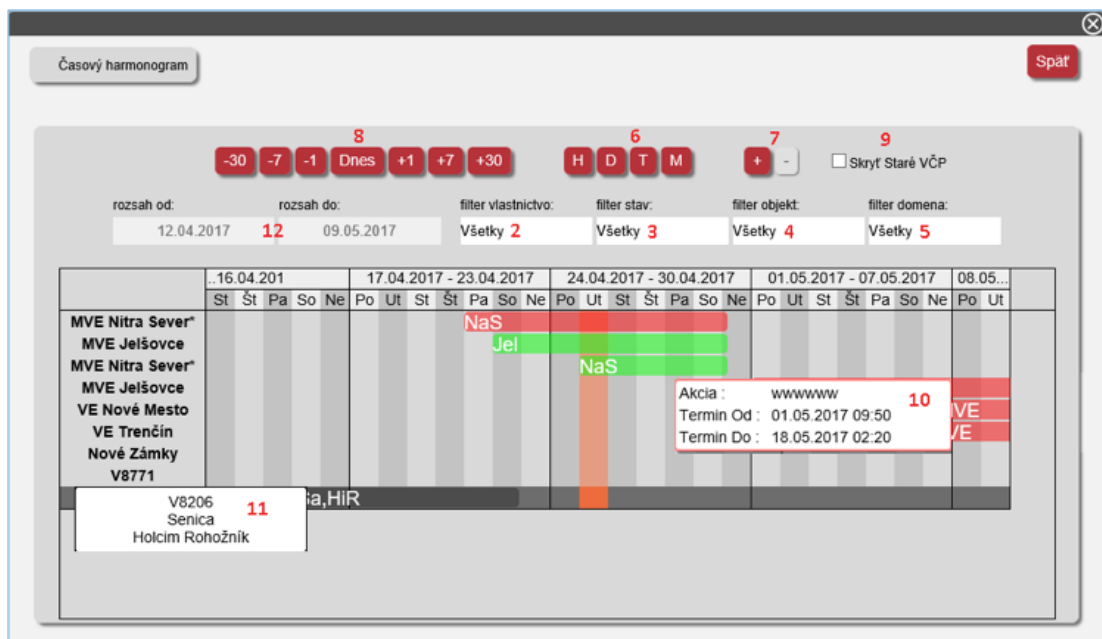 Časový harmonogram
Späť
8 6 7 9
-30 -7 -1 Dnes +1 +7 +30 H D T M + - Skryť Staré VČP
rozsah od: rozsah do: filter vlastnictvo: filter stav: filter objekt: filter domena:
12.04.2017 12 09.05.2017 Všetky 2 Všetky 3 Všetky 4 Všetky 5
..16.04.201 17.04.2017 - 23.04.2017 24.04.2017 - 30.04.2017 01.05.2017 - 07.05.2017 08.05...
St Št Pa So Ne Po Ut St Št Pa So Ne Po Ut St Št Pa So Ne Po Ut St Št Pa So Ne Po Ut
MVE Nitra Sever* NaS
MVE Jelšovce Jel
MVE Nitra Sever* NaS
MVE Jelšovce
VE Nové Mesto VE
VE Trenčín VE
Nové Zámky
V8771
Akcia : wwwwww 10
Termin Od : 01.05.2017 09:50
Termin Do : 18.05.2017 02:20
a,HiR
V8206 11
Senica
Holcim Rohožník